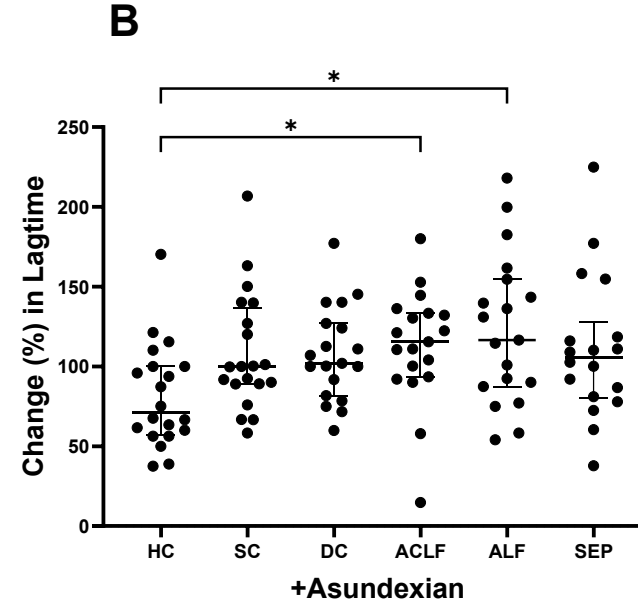 B
*
*
250
200
150
100
50
0
Change (%) in Lagtime
HC SC DC ACLF ALF SEP
+Asundexian